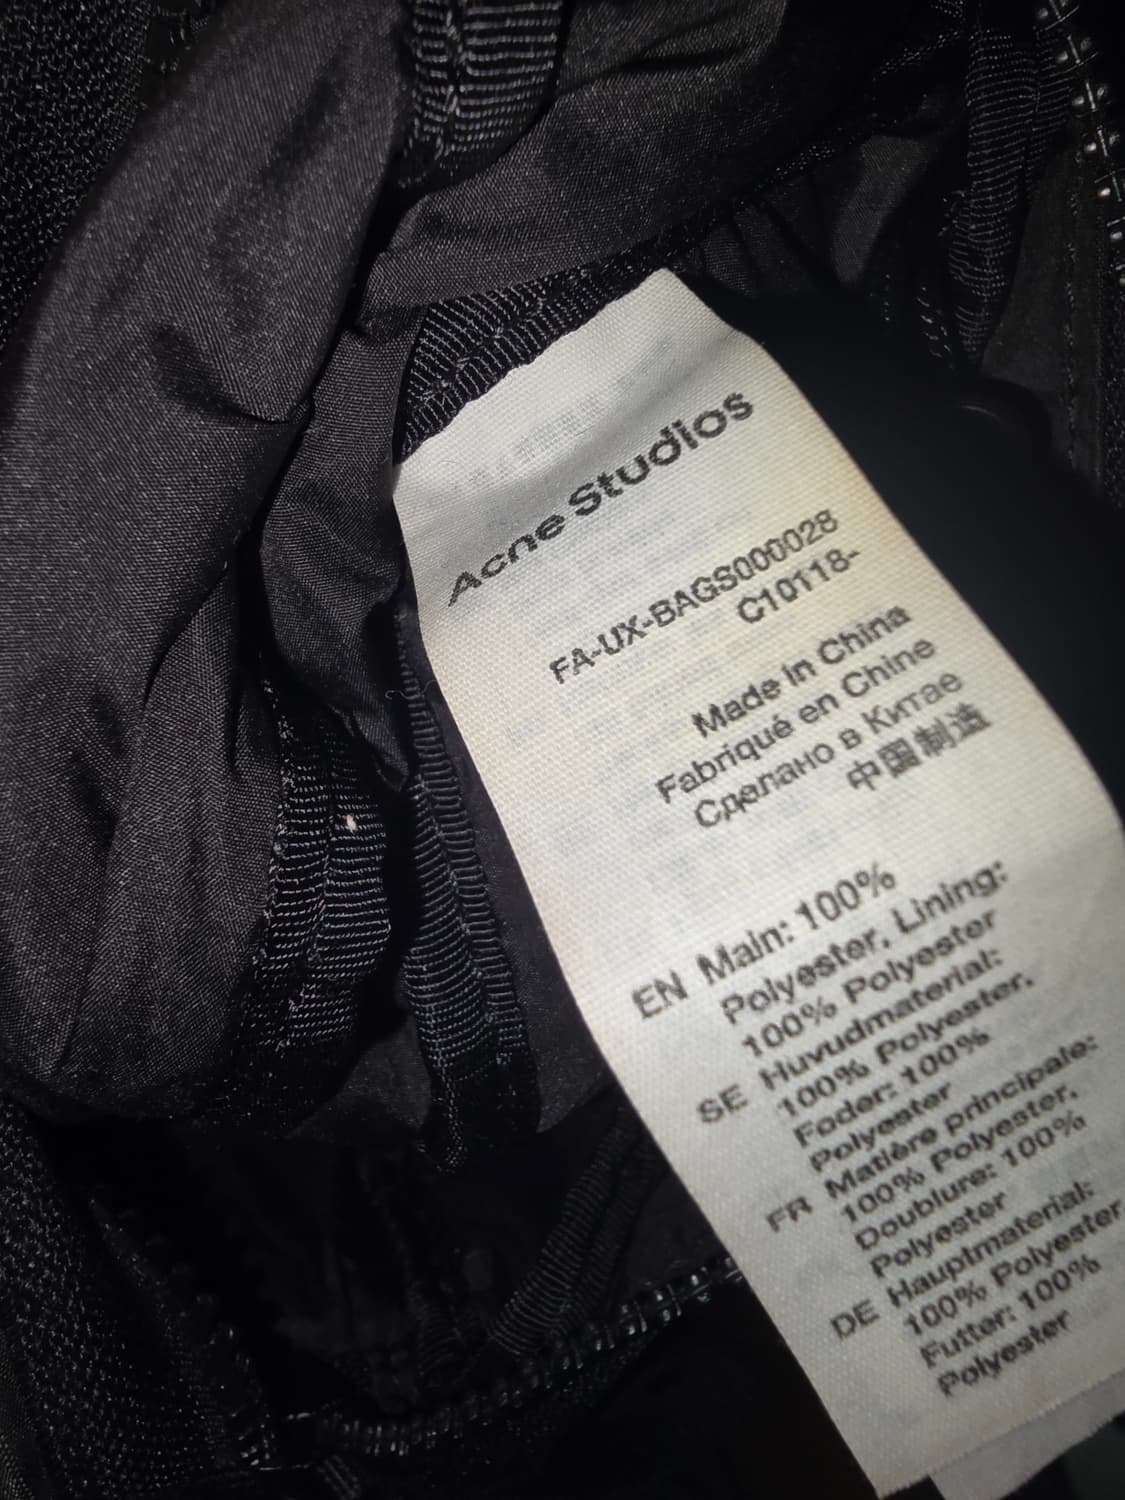 Acne Studios
FA-UX-BAGS000028
C10118-
Made in China
Fabriqué en Chine
Сделано в Китае
中国制造
EN Main: 100%
Polyester. Lining:
100% Polyester
SE Huvudmaterial:
100% Polyester.
Foder: 100%
Polyester
FR Matière principale:
100% Polyester.
Doublure: 100%
Polyester
DE Hauptmaterial:
100% Polyester
Futter: 100%
Polyester